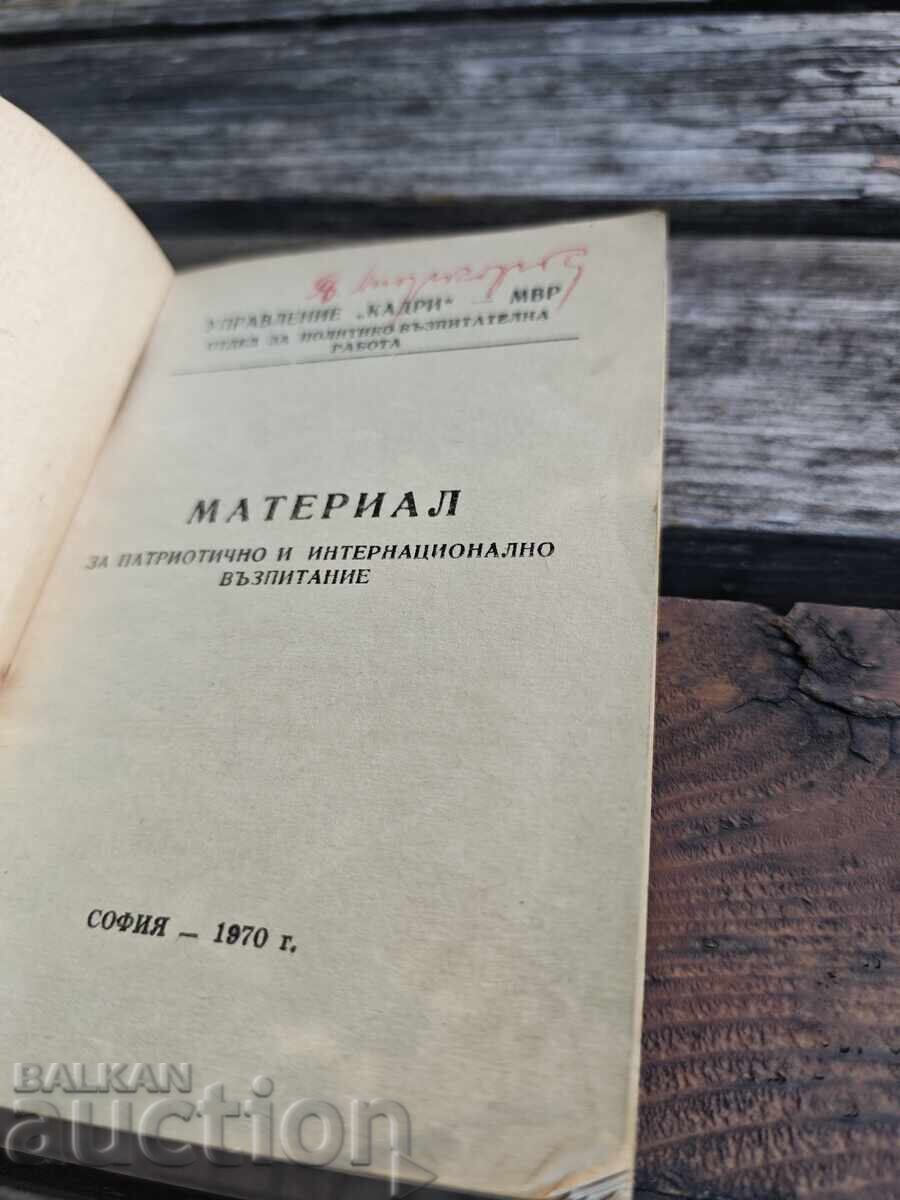 УПРАВЛЕНИЕ „КАДРИ“ — МВР
ОТДЕЛ ЗА ПОЛИТИКО-ВЪЗПИТАТЕЛНА
РАБОТА
МАТЕРИАЛ
ЗА ПАТРИОТИЧНО И ИНТЕРНАЦИОНАЛНО
ВЪЗПИТАНИЕ
СОФИЯ — 1970 г.
BALKAN
auction